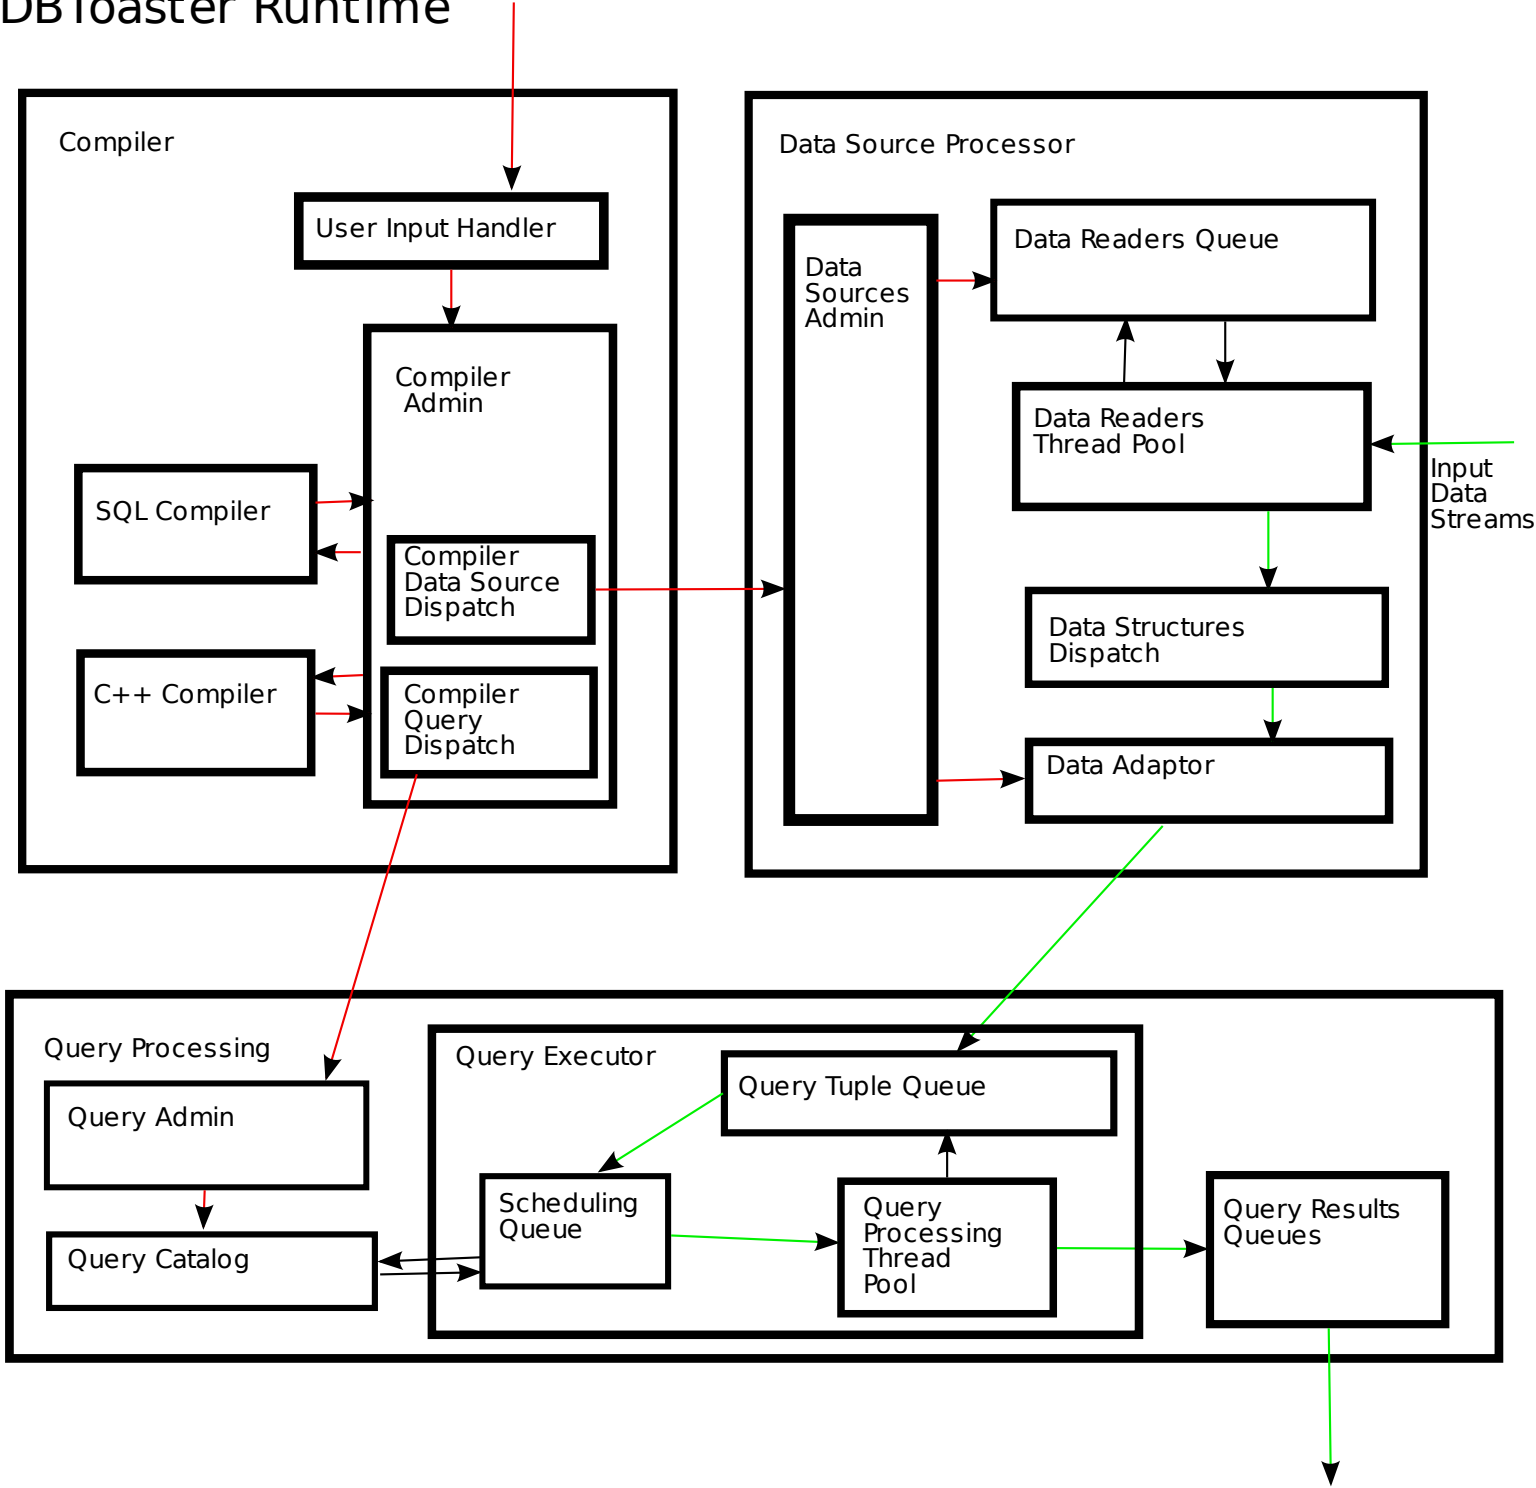 DBToaster Runtime
Compiler
User Input Handler
Compiler
Admin
SQL Compiler
Compiler
Data Source
Dispatch
C++ Compiler
Compiler
Query
Dispatch
Data Source Processor
Data
Sources
Admin
Data Readers Queue
Data Readers
Thread Pool
Input
Data
Streams
Data Structures
Dispatch
Data Adaptor
Query Processing
Query Admin
Query Catalog
Query Executor
Query Tuple Queue
Scheduling
Queue
Query
Processing
Thread
Pool
Query Results
Queues